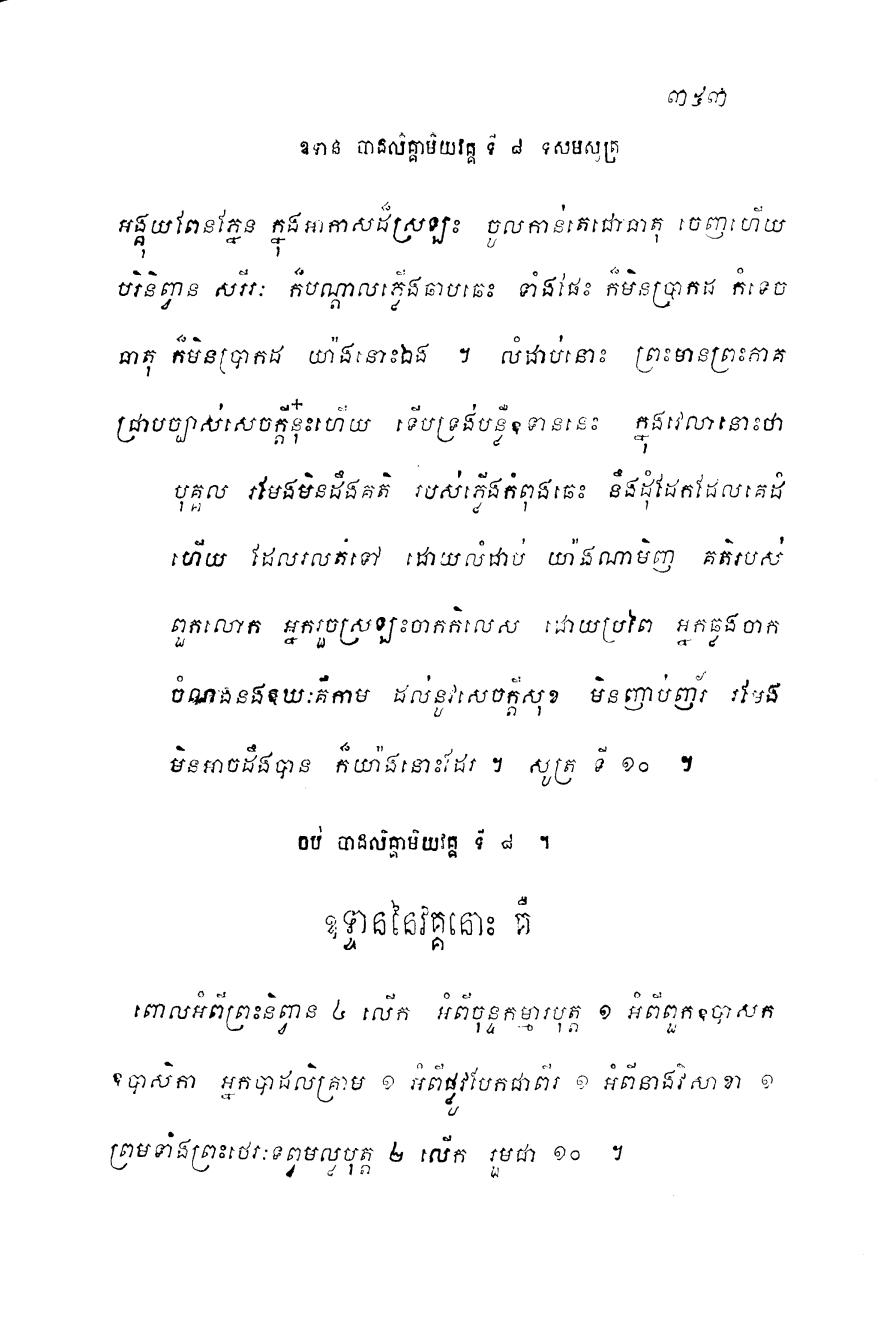 ៣៥៣
ឧទាន បាដលិគ្គាមិយវគ្គ ទី ៨ ទសមសូត្រ
អង្គុយពែនភ្នែន ក្នុងអាកាសដ៏ស្រឡះ ចូលកាន់តេជោធាតុ ចេញហើយ
បរិនិព្វាន សរីរៈ ក៏បណ្តាលភ្លើងឆាបឆេះ ទាំងផែះ ក៏មិនប្រាកដ កំទេច
ធាតុ ក៏មិនប្រាកដ យ៉ាងនោះឯង ។ លំដាប់នោះ ព្រះមានព្រះភាគ
ជ្រាបច្បាស់សេចក្តីនុ៎ះហើយ ទើបទ្រង់បន្លឺឧទាននេះ ក្នុងវេលានោះថា
បុគ្គល រមែងមិនដឹងគតិ របស់ភ្លើងកំពុងឆេះ នឹងដុំដែកដែលគេដំ
ហើយ ដែលរលត់ទៅ ដោយលំដាប់ យ៉ាងណាមិញ គតិរបស់
ពួកលោក អ្នករួចស្រឡះចាកកិលេស ដោយប្រពៃ អ្នកឆ្លងចាក
ចំណងនងឧឃៈគឺកាម ដល់នូវសេចក្តីសុខ មិនញាប់ញ័រ រមែង
មិនអាចដឹងបាន ក៏យ៉ាងនោះដែរ ។ សូត្រ ទី ១០ ។
ចប់ បាដលិគ្គាមិយវគ្គ ទី ៨ ។
ឧទ្ទាននៃវគ្គនោះ គឺ
ពោលអំពីព្រះនិព្វាន ៤ លើក អំពីចុន្ទកម្មារបុត្ត ១ អំពីពួកឧបាសក
ឧបាសិកា អ្នកបាដលិគ្រាម ១ អំពីផ្លូវបែកជាពីរ ១ អំពីនាងវិសាខា ១
ព្រមទាំងព្រះថេរៈទព្វមល្លបុត្ត ២ លើក រួមជា ១០ ។